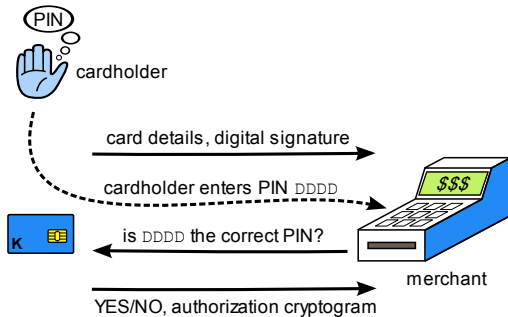 PIN
cardholder
card details, digital signature
$$$
cardholder enters PIN DDDD
K
is DDDD the correct PIN?
merchant
YES/NO, authorization cryptogram